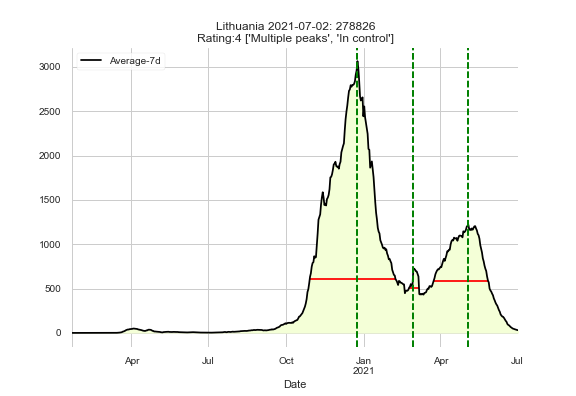 Lithuania 2021-07-02: 278826
Rating:4 ['Multiple peaks', 'In control']
Average-7d
3000
2500
2000
1500
1000
500
0
Apr Jul Oct Jan Apr Jul
2021
Date